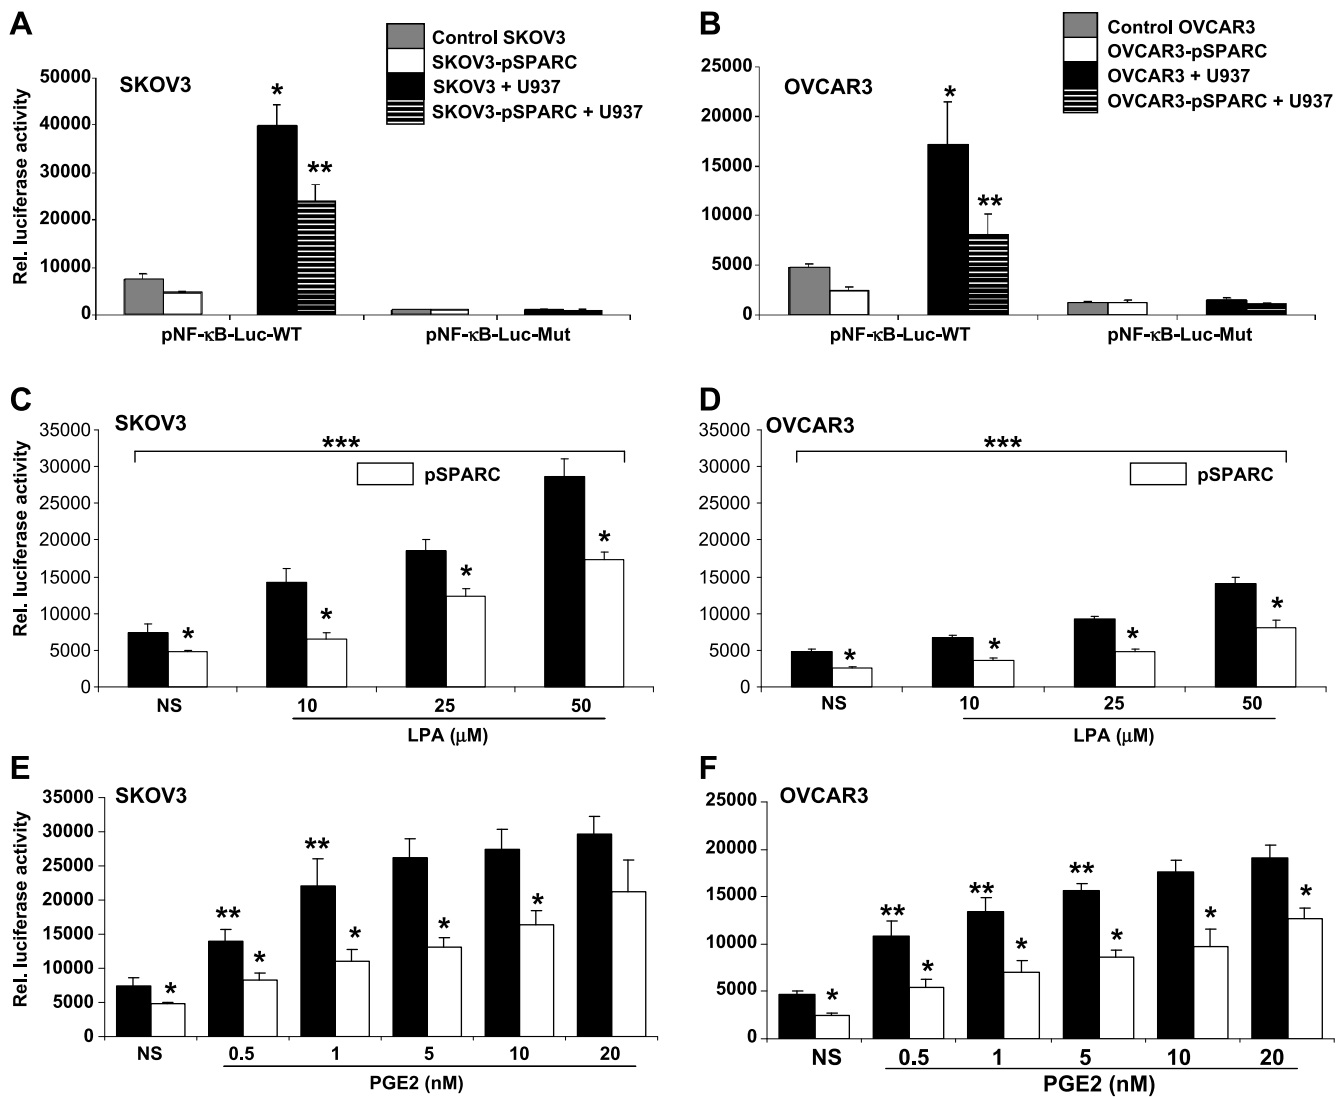 A
Control SKOV3
SKOV3-pSPARC
SKOV3 + U937
SKOV3-pSPARC + U937
SKOV3
Rel. luciferase activity
50000
40000
30000
20000
10000
0
*
**
pNF-κB-Luc-WT
pNF-κB-Luc-Mut
B
Control OVCAR3
OVCAR3-pSPARC
OVCAR3 + U937
OVCAR3-pSPARC + U937
OVCAR3
25000
20000
15000
10000
5000
0
*
**
pNF-κB-Luc-WT
pNF-κB-Luc-Mut
C
SKOV3
Rel. luciferase activity
35000
30000
25000
20000
15000
10000
5000
0
***
pSPARC
*
*
*
*
NS
10
25
50
LPA (μM)
D
OVCAR3
35000
30000
25000
20000
15000
10000
5000
0
***
pSPARC
*
*
*
*
NS
10
25
50
LPA (μM)
E
SKOV3
Rel. luciferase activity
35000
30000
25000
20000
15000
10000
5000
0
*
**
*
**
*
*
*
NS
0.5
1
5
10
20
PGE2 (nM)
F
OVCAR3
25000
20000
15000
10000
5000
0
*
**
*
**
*
**
*
*
*
NS
0.5
1
5
10
20
PGE2 (nM)